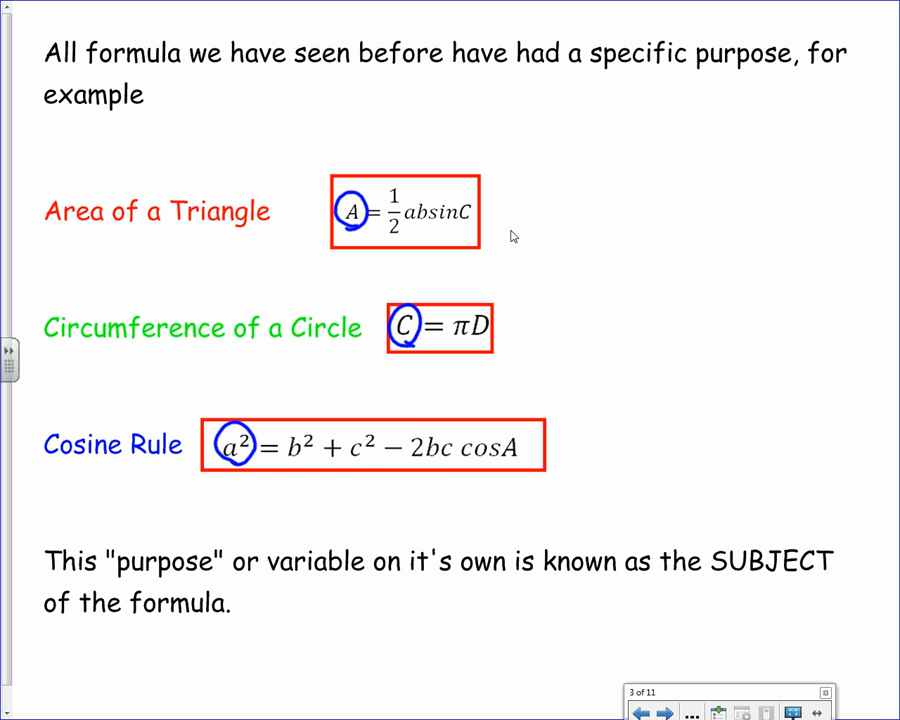 All formula we have seen before have had a specific purpose, for
example
Area of a Triangle A = 1/2 absinC
Circumference of a Circle C = πD
Cosine Rule a² = b² + c² − 2bc cosA
This "purpose" or variable on it's own is known as the SUBJECT
of the formula.
3 of 11